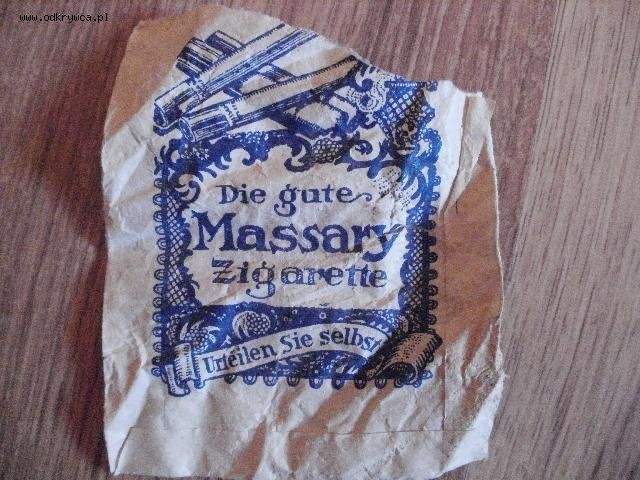 www.odkrywca.pl
Die gute
Massary
Zigarette
Urteilen Sie selbst